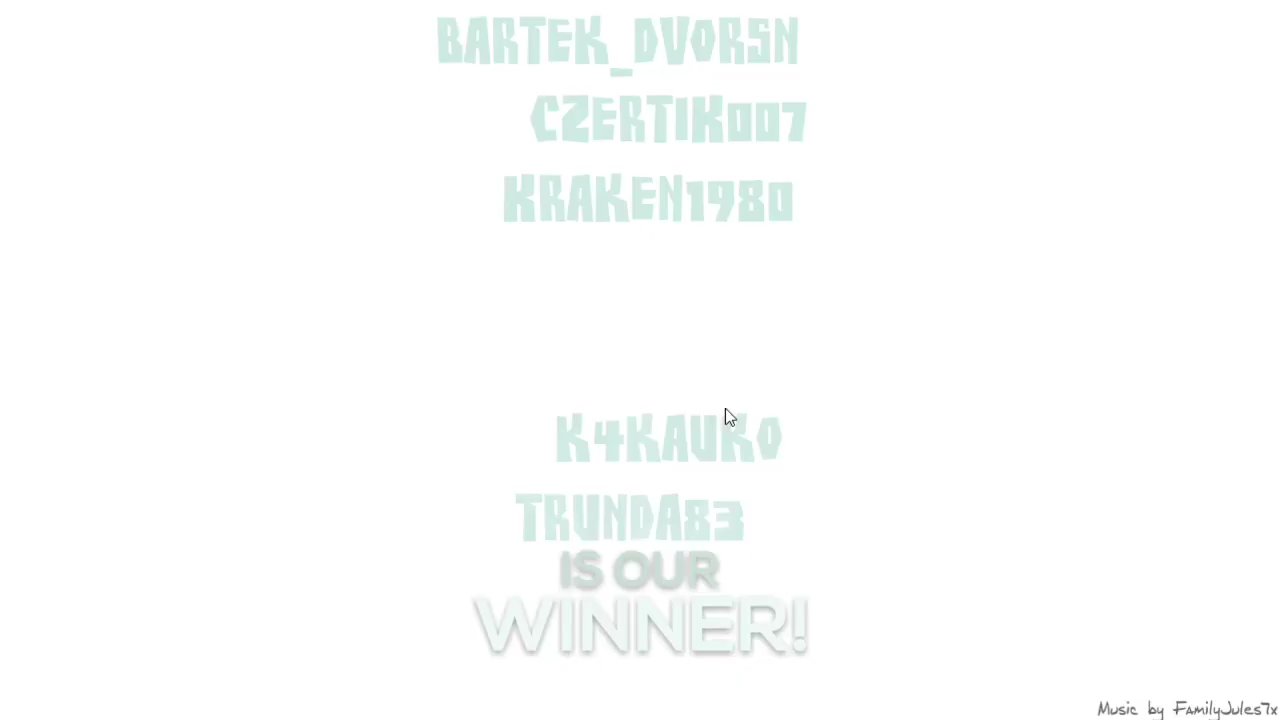 BARTEK_DVORSN
CZERTIK007
KRAKEN1980
K4KAUKO
TRUNDA83
IS OUR
WINNER!
Music by FamilyJules7x